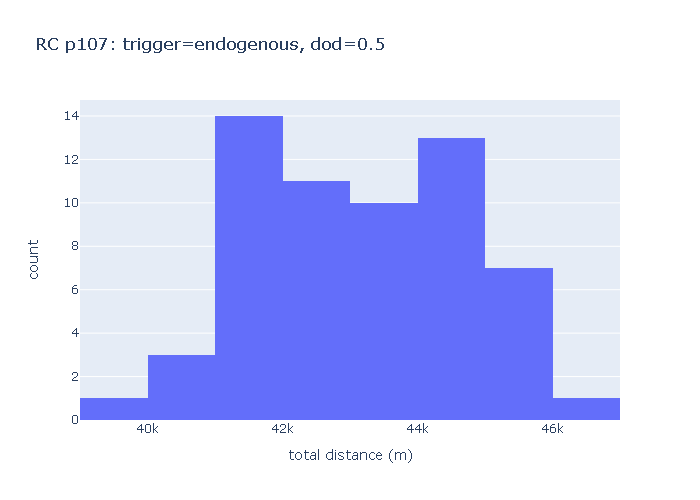 RC p107: trigger=endogenous, dod=0.5
14
12
10
8
6
4
2
0
count
40k 42k 44k 46k
total distance (m)